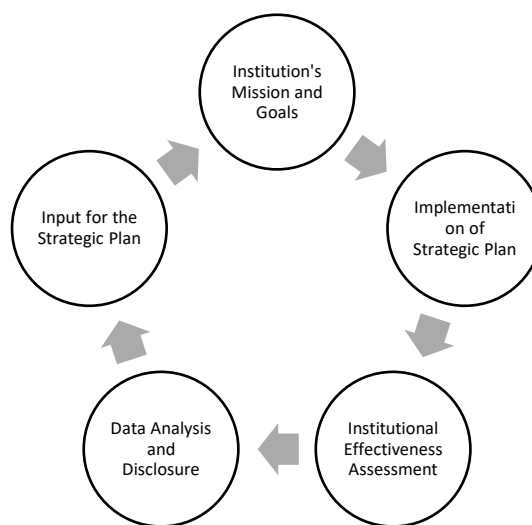 Institution's
Mission and
Goals
Implementati
on of
Strategic Plan
Institutional
Effectiveness
Assessment
Data Analysis
and
Disclosure
Input for the
Strategic Plan